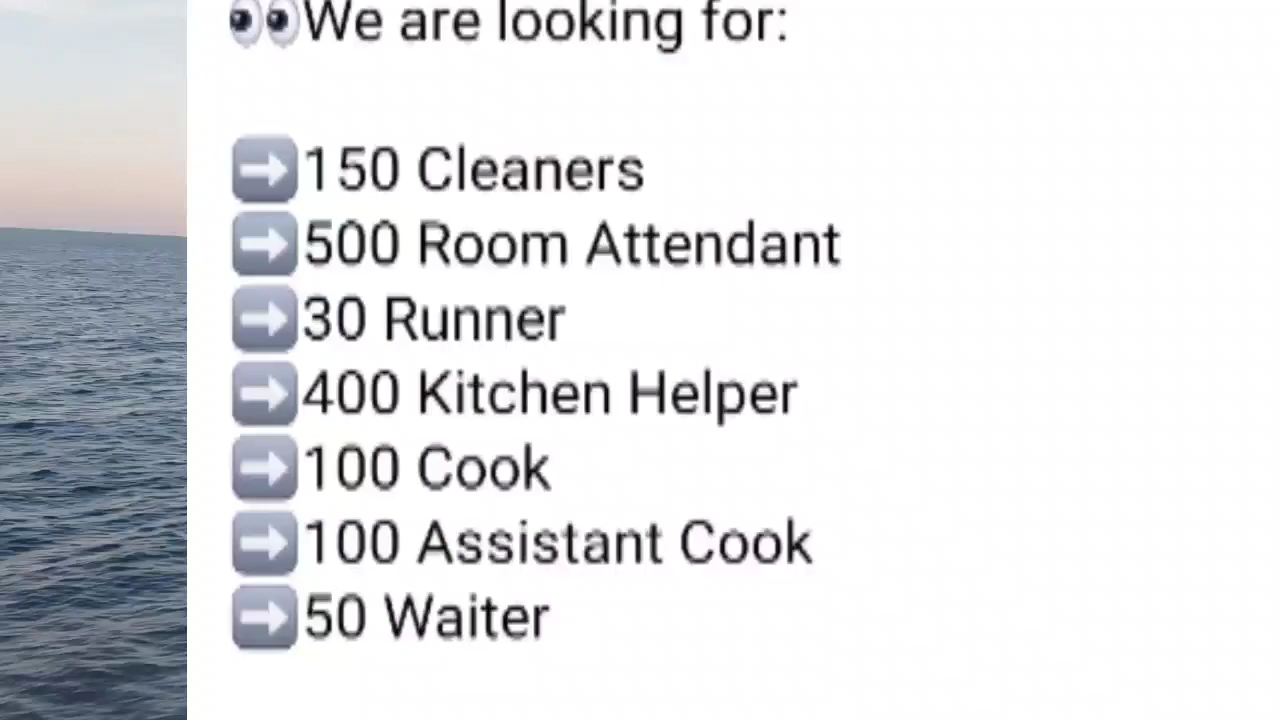 👀We are looking for:
➡️150 Cleaners
➡️500 Room Attendant
➡️30 Runner
➡️400 Kitchen Helper
➡️100 Cook
➡️100 Assistant Cook
➡️50 Waiter